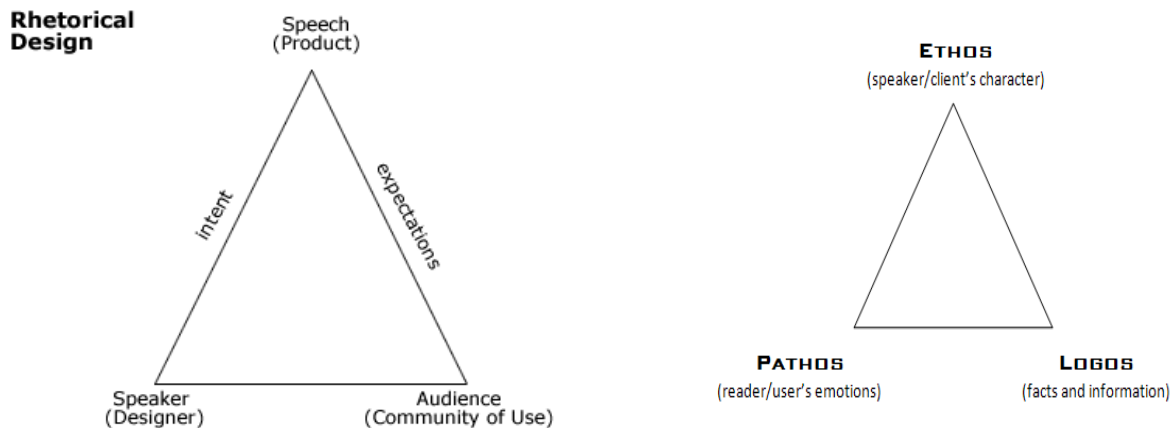 Rhetorical
Design
Speech
(Product)
intent
expectations
Speaker
(Designer)
Audience
(Community of Use)
ETHOS
(speaker/client's character)
PATHOS
(reader/user's emotions)
LOGOS
(facts and information)